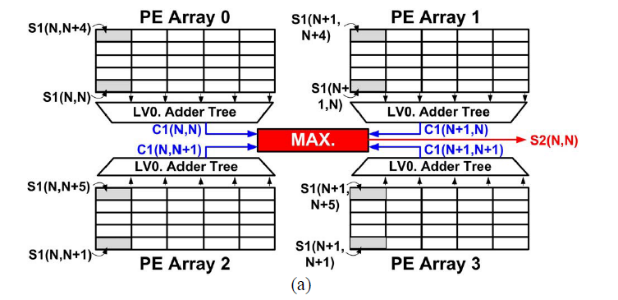 PE Array 0
PE Array 1
S1(N,N+4)
S1(N+1,
N+4)
S1(N,N)
S1(N+
1,N)
LV0. Adder Tree
LV0. Adder Tree
C1(N,N)
C1(N+1,N)
MAX.
S2(N,N)
C1(N,N+1)
C1(N+1,N+1)
LV0. Adder Tree
LV0. Adder Tree
S1(N,N+5)
S1(N+1,
N+5)
S1(N,N+1)
S1(N+1,
N+1)
PE Array 2
PE Array 3
(a)